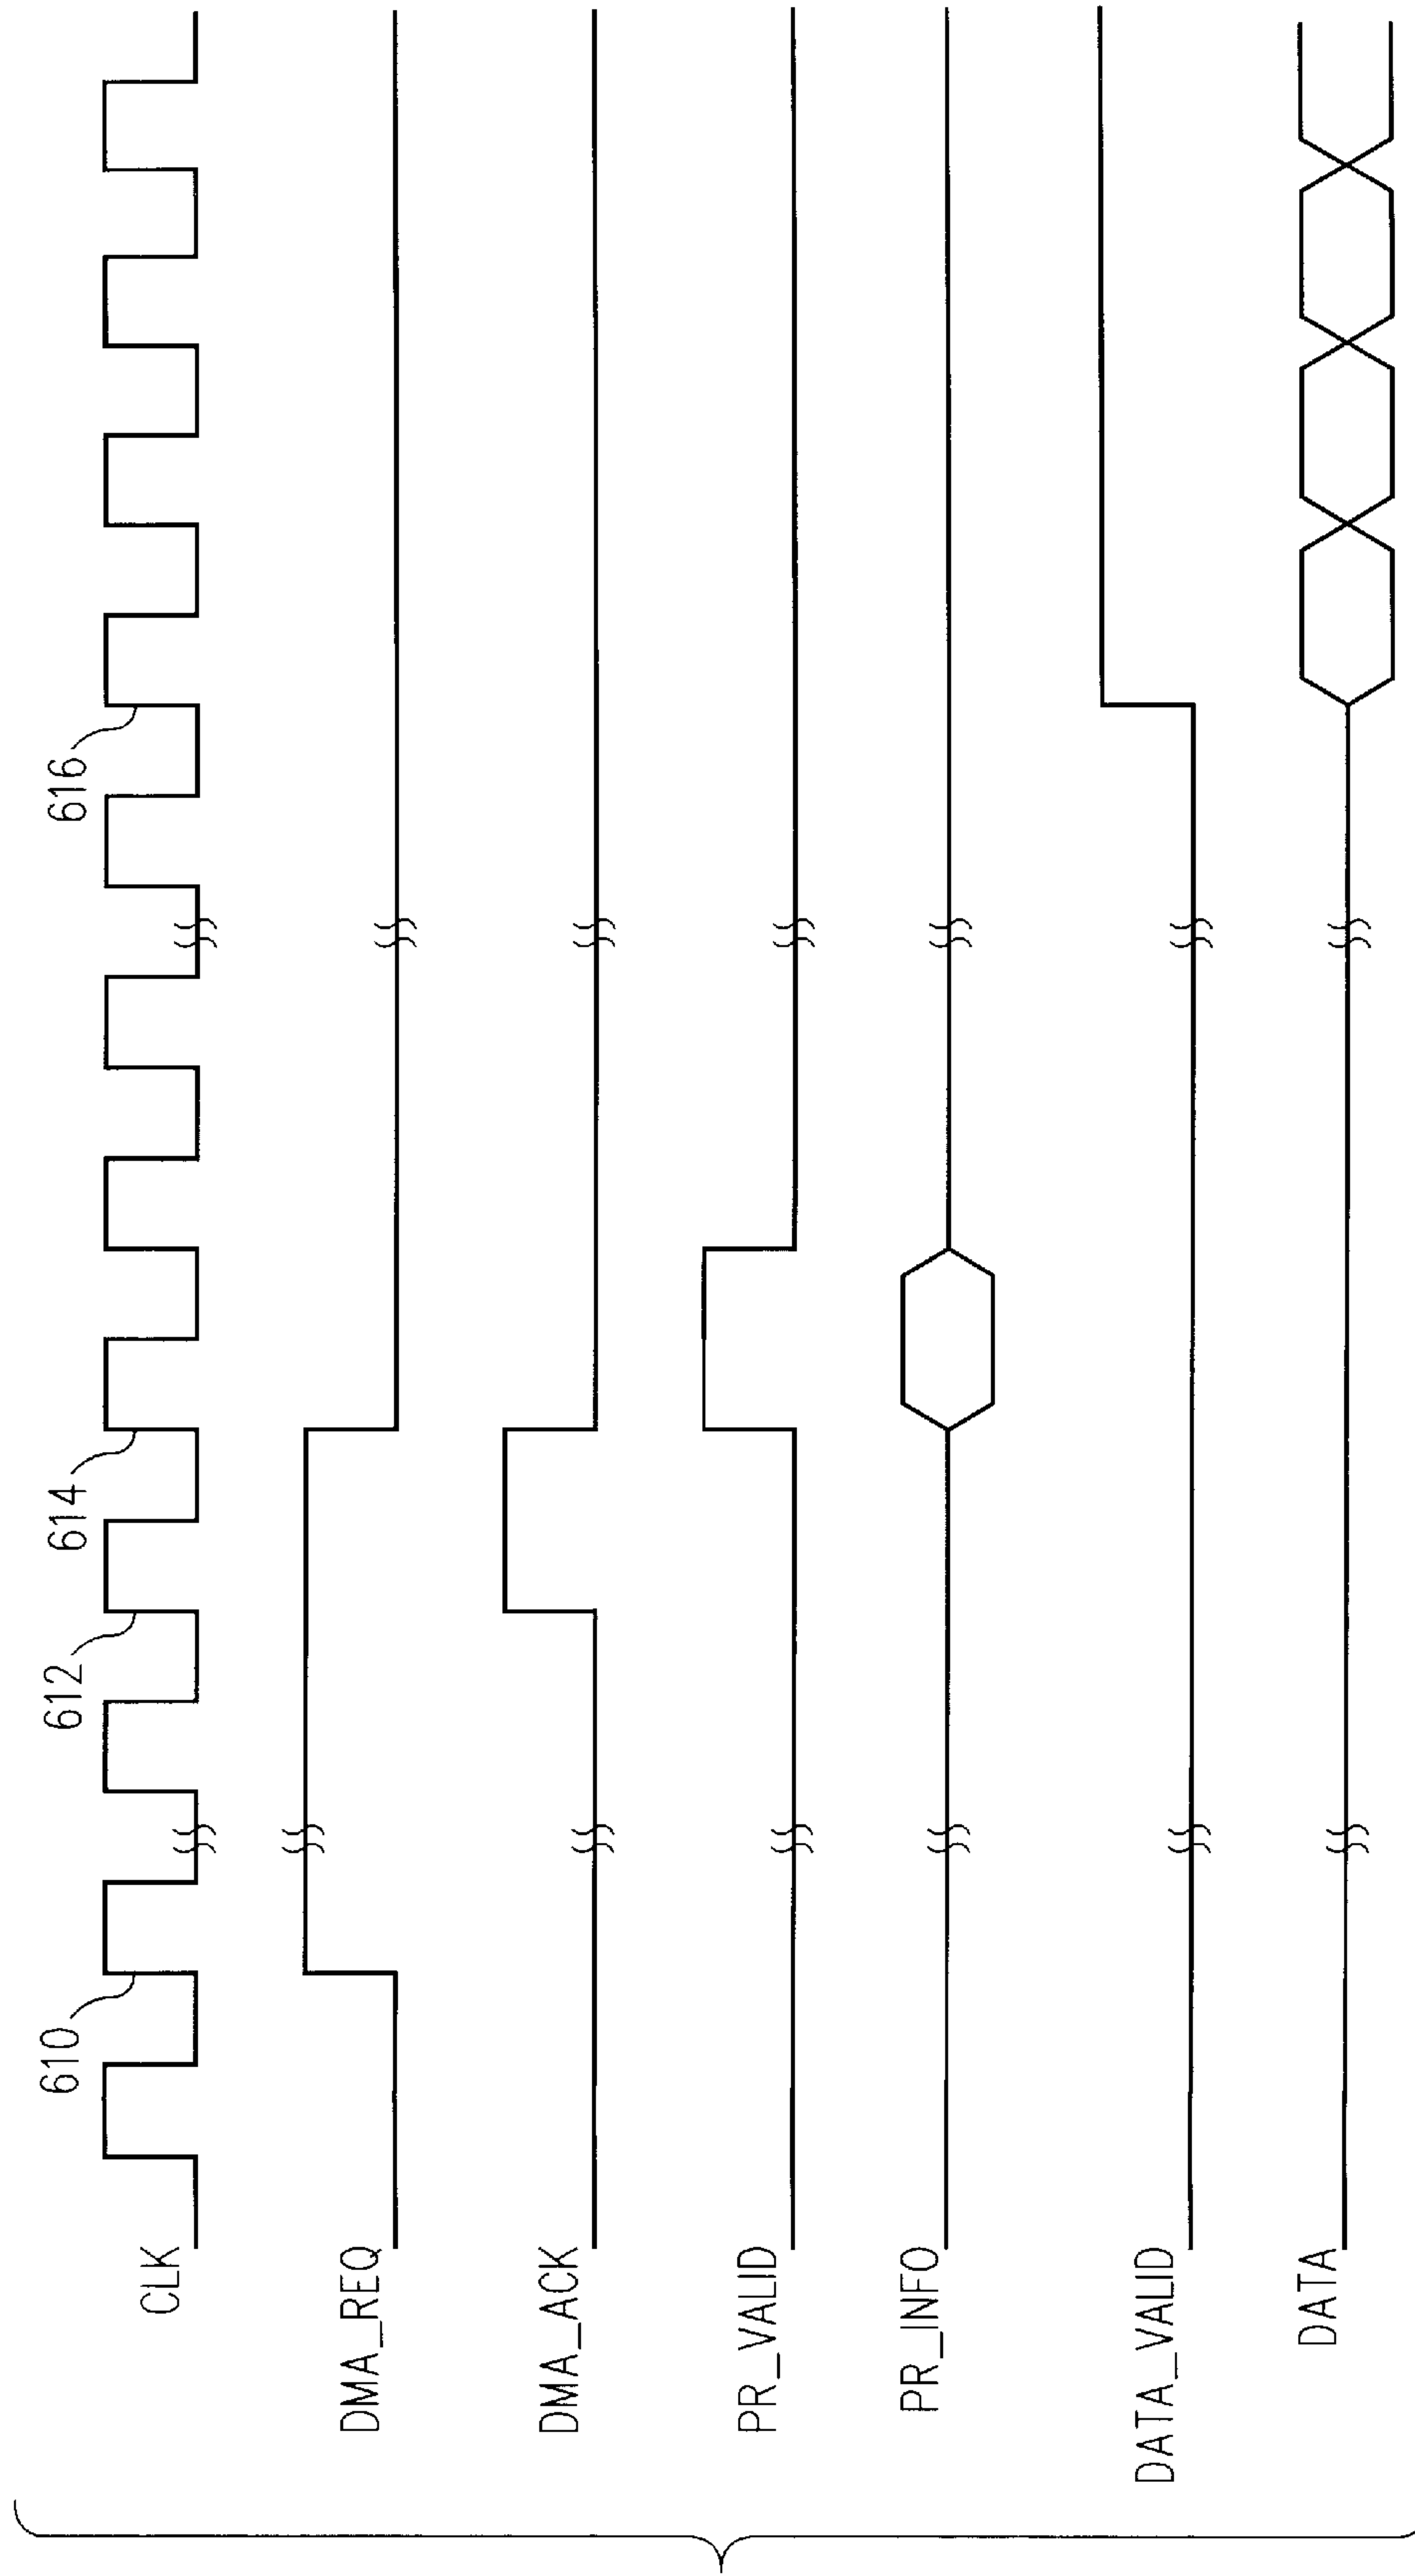 610
612
614
616
CLK
DMA_REQ
DMA_ACK
PR_VALID
PR_INFO
DATA_VALID
DATA